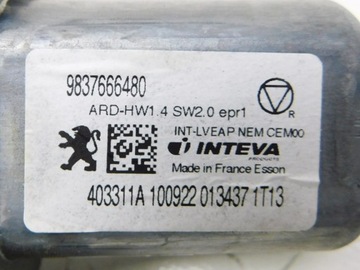 9837666480
ARD-HW1.4 SW2.0 epr1
R
INT-LVEAP NEM CEM00
INTEVA
PRODUCTS
Made in France Esson
403311A 100922 013437 1T13